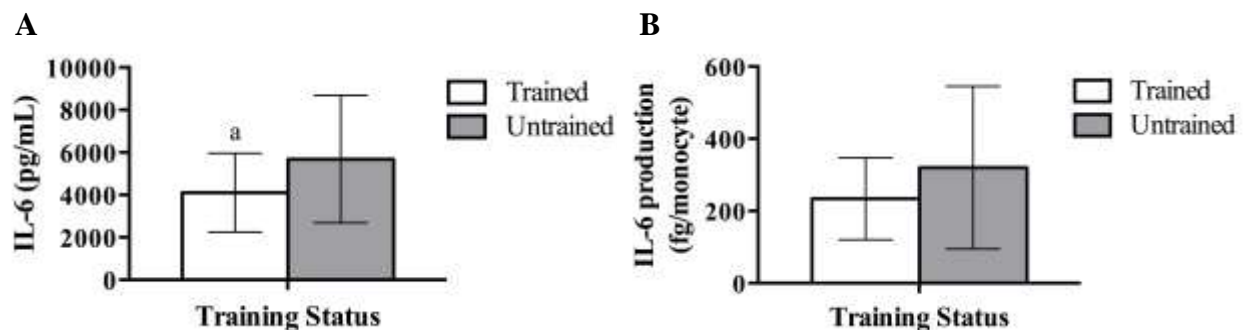 A
IL-6 (pg/mL)
10000
8000
6000
4000
2000
0
a
Trained
Untrained
Training Status
B
IL-6 production
(fg/monocyte)
600
400
200
0
Trained
Untrained
Training Status